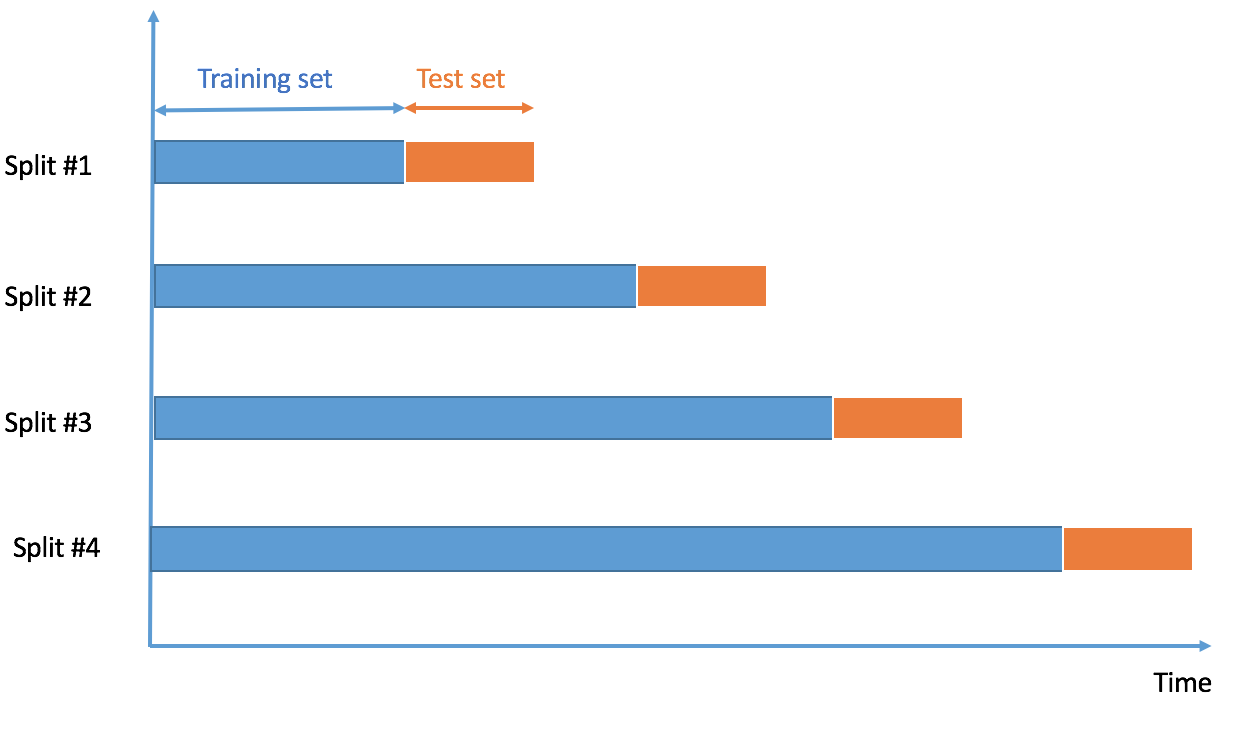 Training set
Test set
Split #1
Split #2
Split #3
Split #4
Time